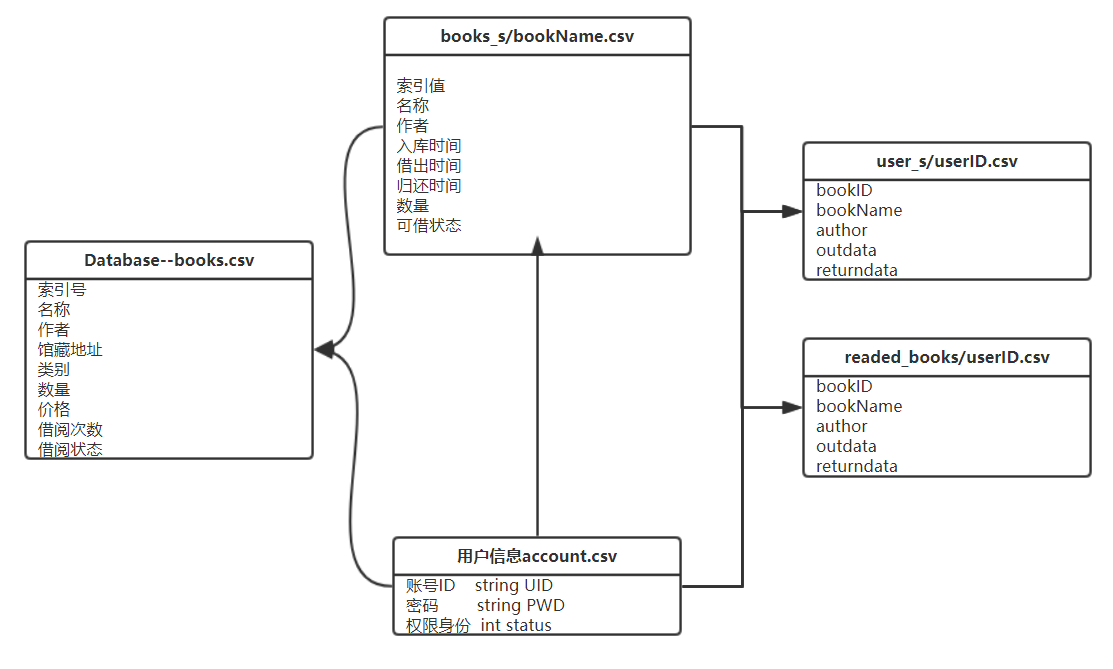 books_s/bookName.csv
索引值
名称
作者
入库时间
借出时间
归还时间
数量
可借状态
user_s/userID.csv
bookID
bookName
author
outdata
returndata
Database--books.csv
索引号
名称
作者
馆藏地址
类别
数量
价格
借阅次数
借阅状态
readed_books/userID.csv
bookID
bookName
author
outdata
returndata
用户信息account.csv
账号ID string UID
密码 string PWD
权限身份 int status